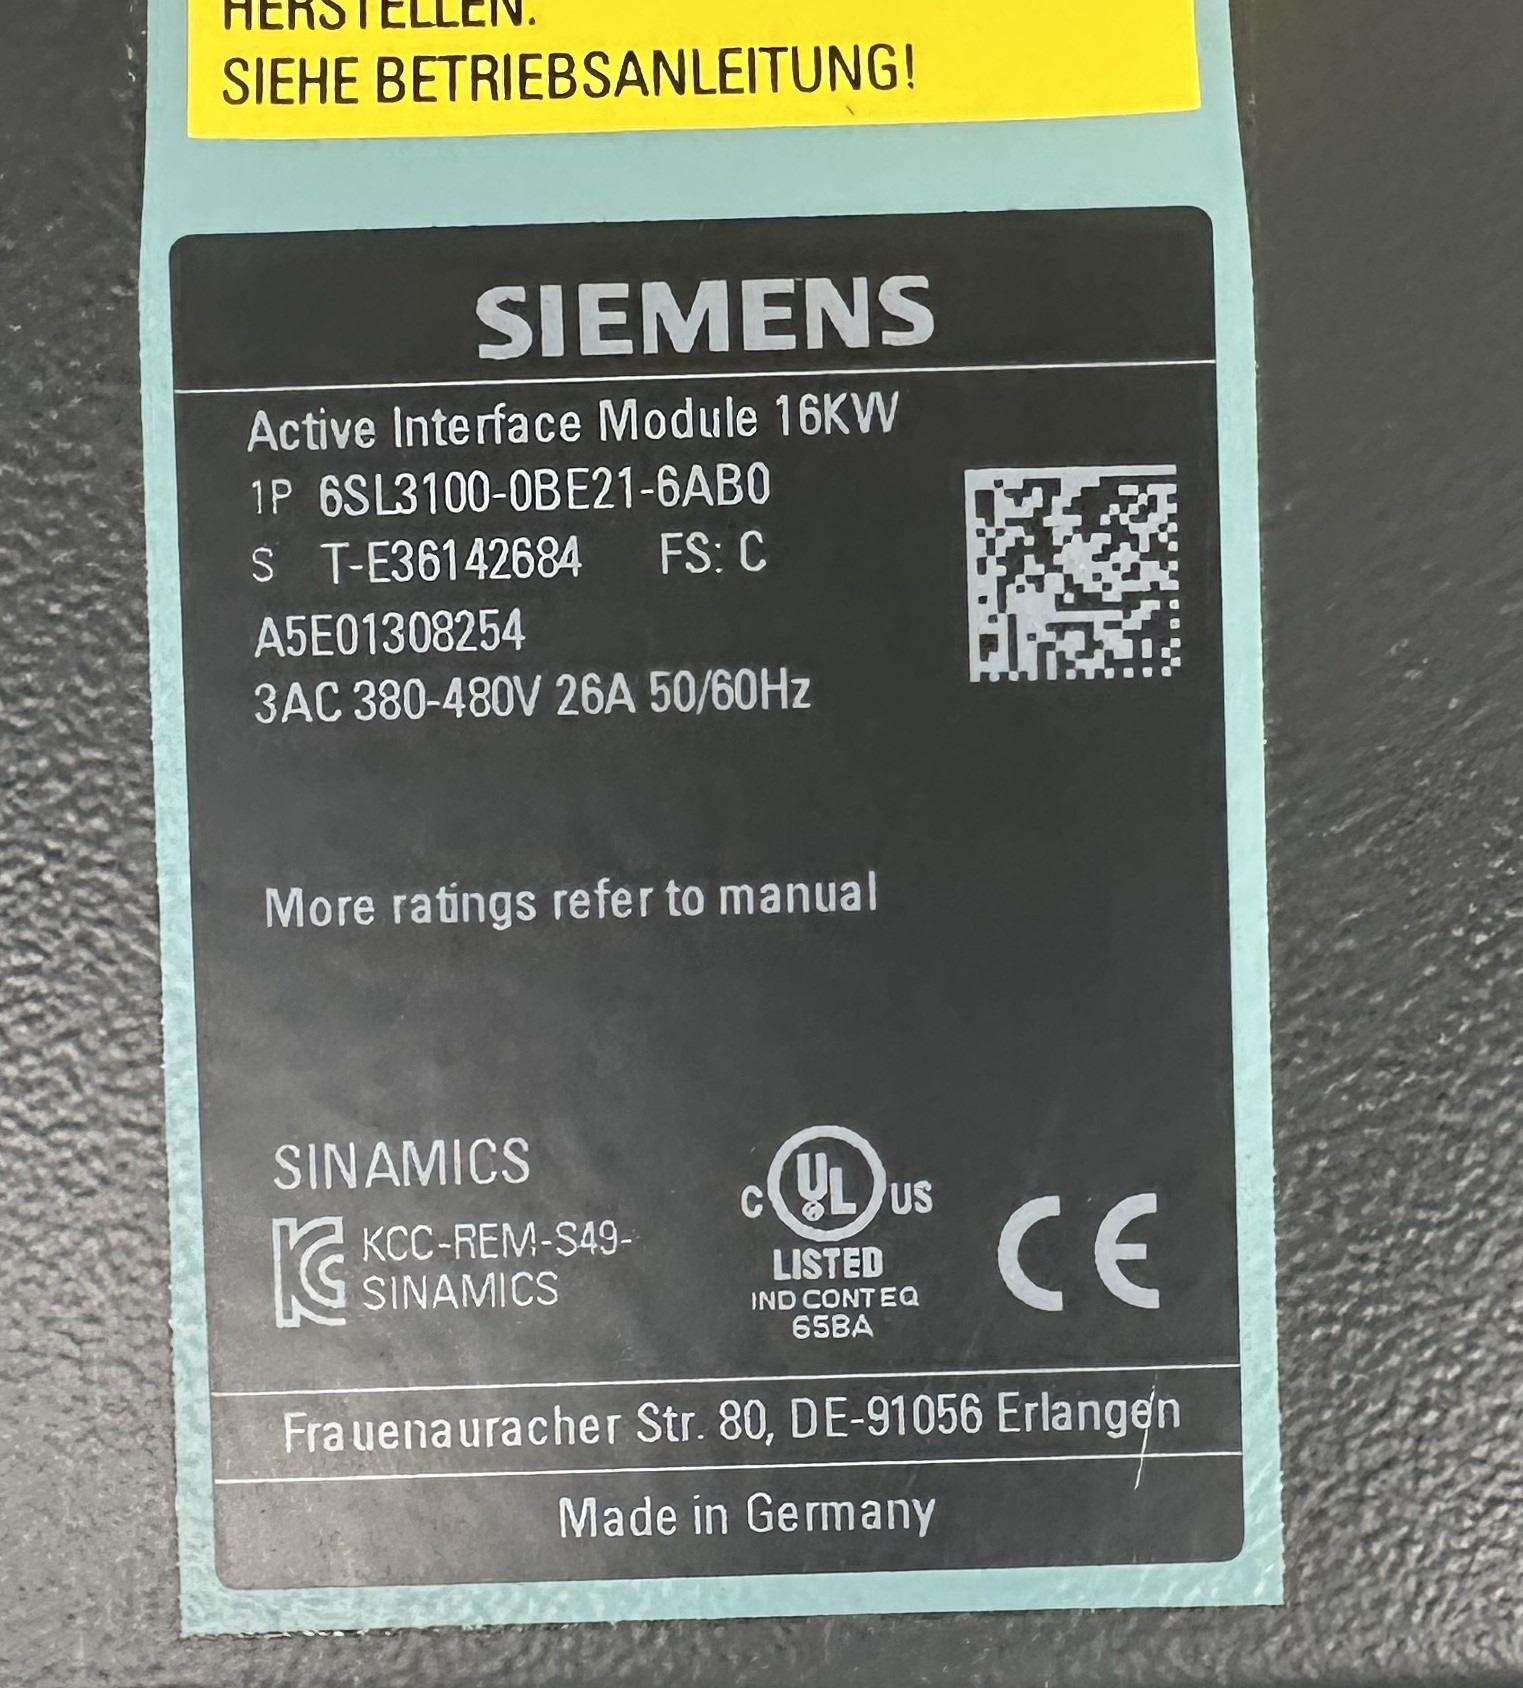 HERSTELLEN.
SIEHE BETRIEBSANLEITUNG!
SIEMENS
Active Interface Module 16KW
1P 6SL3100-0BE21-6AB0
S T-E36142684 FS: C
A5E01308254
3AC 380-480V 26A 50/60Hz
More ratings refer to manual
SINAMICS
KCC-REM-S49-
SINAMICS
C UL US
LISTED
IND CONT EQ
65BA
CE
Frauenauracher Str. 80, DE-91056 Erlangen
Made in Germany